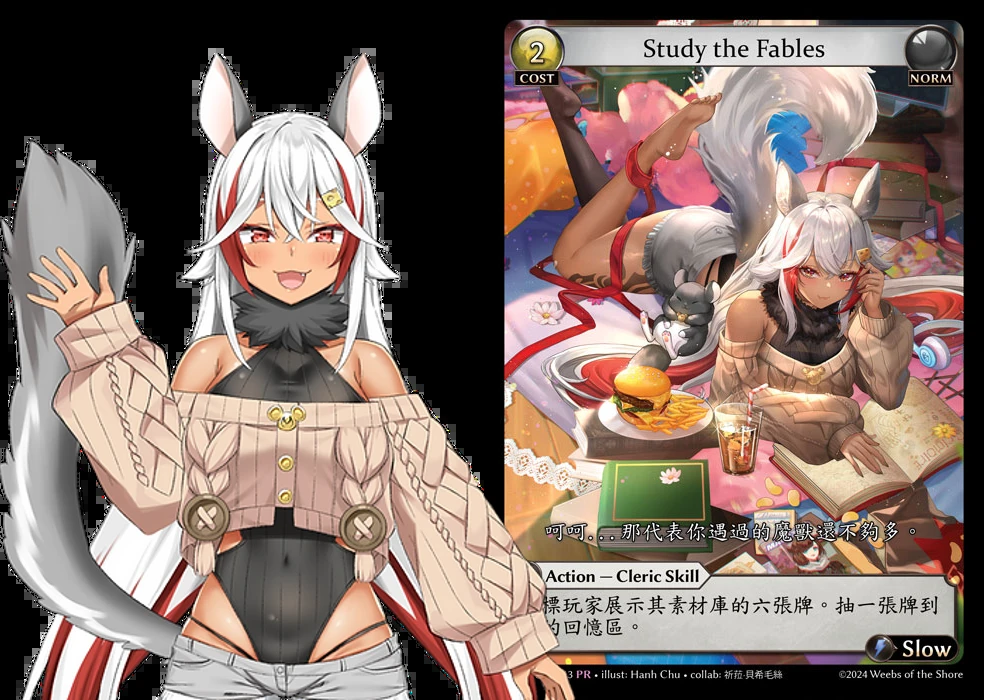 2
COST
Study the Fables
NORM
呵呵...那代表你遇過的魔獸還不夠多。
Action — Cleric Skill
標玩家展示其素材庫的六張牌。抽一張牌到
的回憶區。
Slow
3 PR • illust: Hanh Chu • collab: 祈菈·貝希毛絲
©2024 Weebs of the Shore